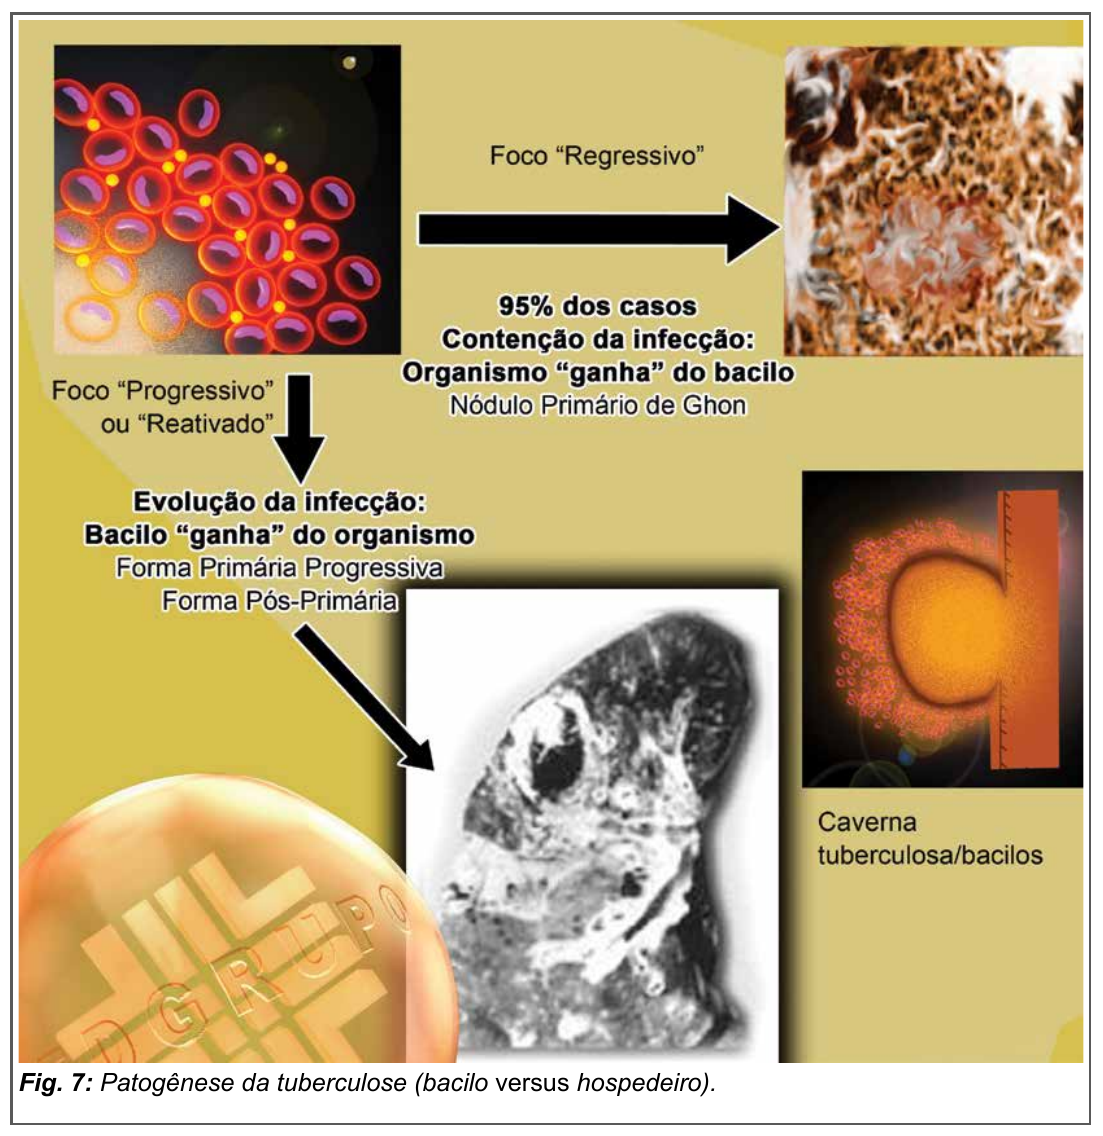 Foco “Regressivo”
95% dos casos
Contenção da infecção:
Organismo “ganha” do bacilo
Nódulo Primário de Ghon
Foco “Progressivo”
ou “Reativado”
Evolução da infecção:
Bacilo “ganha” do organismo
Forma Primária Progressiva
Forma Pós-Primária
Caverna
tuberculosa/bacilos
GRUPO
Fig. 7: Patogênese da tuberculose (bacilo versus hospedeiro).